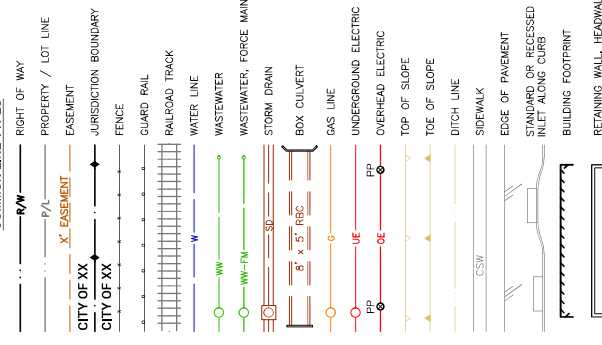 RIGHT OF WAY
PROPERTY / LOT LINE
EASEMENT
JURISDICTION BOUNDARY
FENCE
GUARD RAIL
RAILROAD TRACK
WATER LINE
WASTEWATER
WASTEWATER, FORCE MAIN
STORM DRAIN
BOX CULVERT
GAS LINE
UNDERGROUND ELECTRIC
OVERHEAD ELECTRIC
TOP OF SLOPE
TOE OF SLOPE
DITCH LINE
SIDEWALK
EDGE OF PAVEMENT
STANDARD OR RECESSED
INLET ALONG CURB
BUILDING FOOTPRINT
RETAINING WALL, HEADWAL
R/W
P/L
X' EASEMENT
CITY OF XX
CITY OF XX
W
WW
WW-FM
SD
8' x 5' RBC
G
UE
PP
OE
PP
CSW